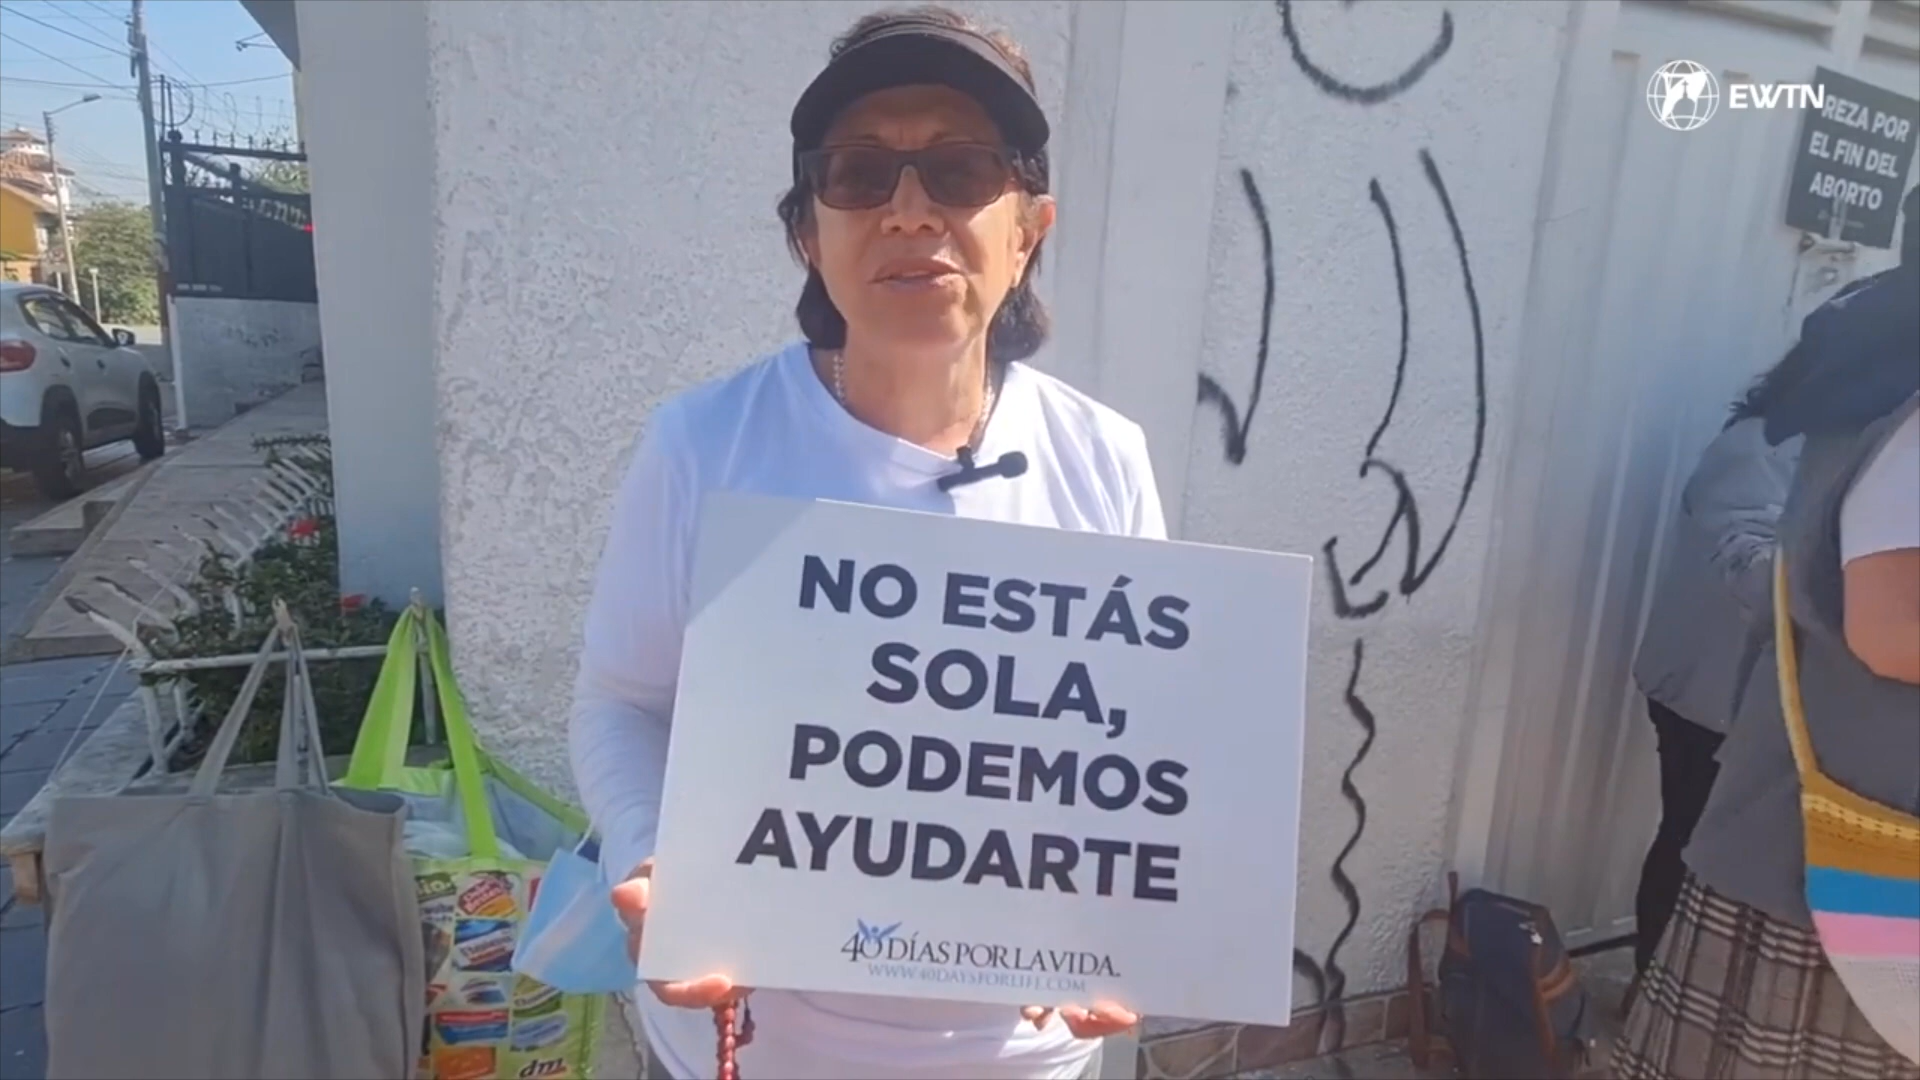 EWTN
REZA POR
EL FIN DEL
ABORTO
NO ESTÁS
SOLA,
PODEMOS
AYUDARTE
40 DÍAS POR LA VIDA.
WWW.40DAYSFORLIFE.COM
dm